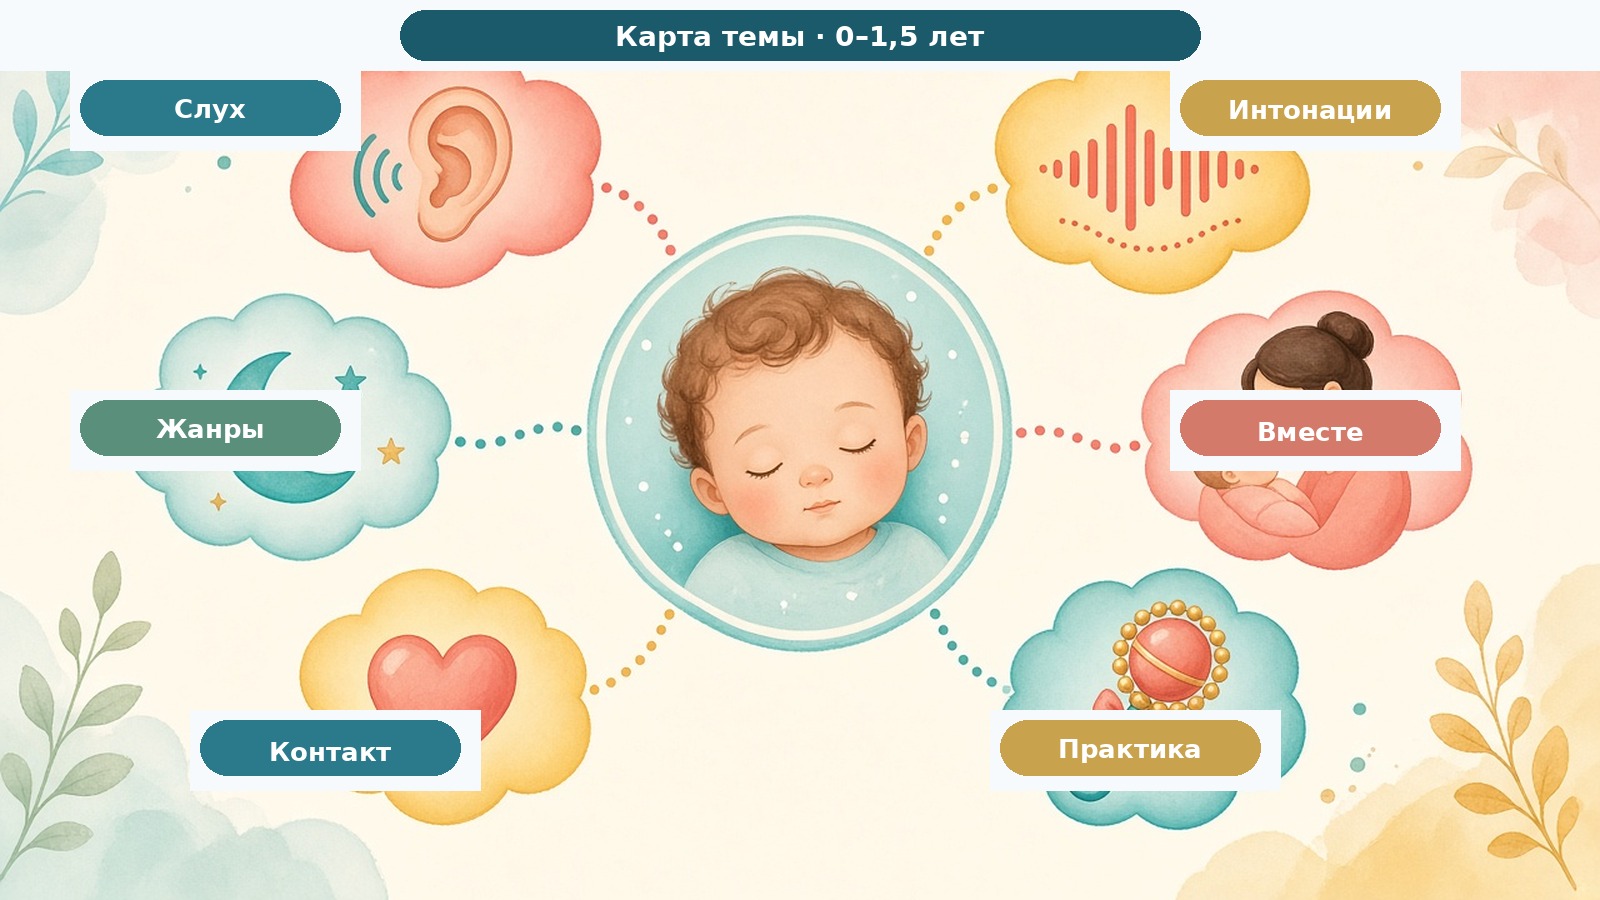 Карта темы · 0–1,5 лет
Слух
Интонации
Жанры
Вместе
Контакт
Практика